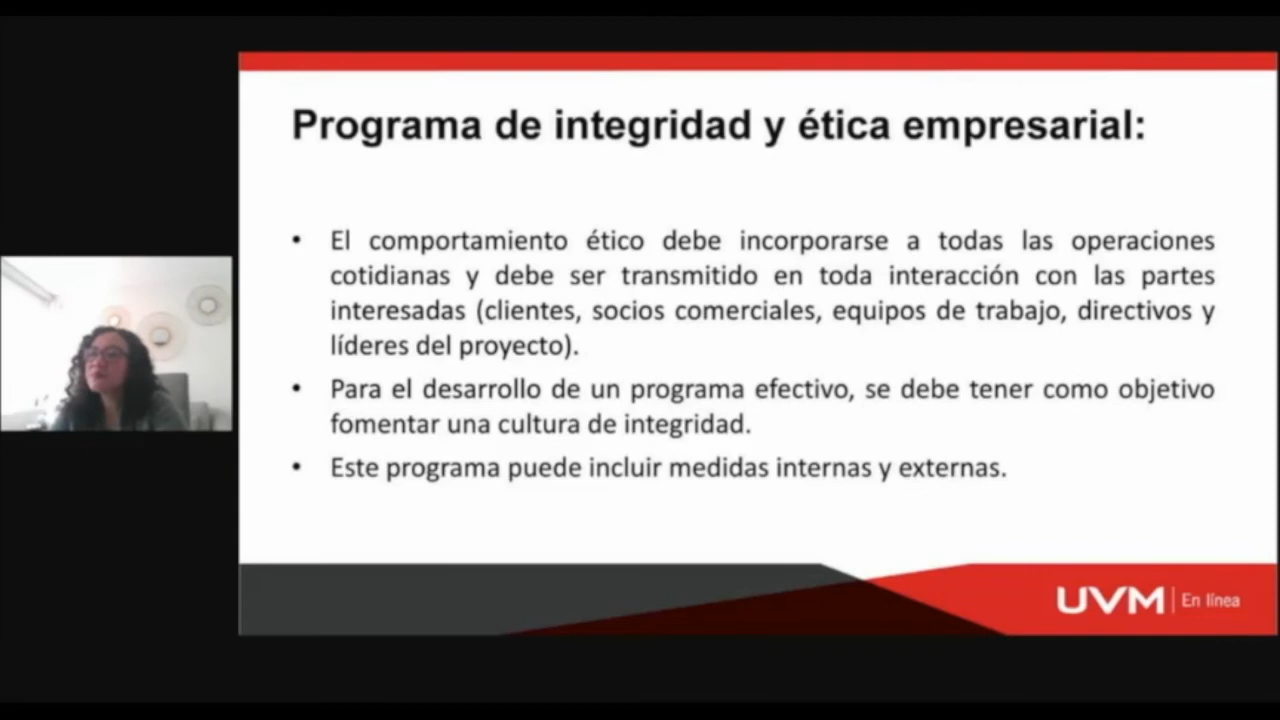 Programa de integridad y ética empresarial:
• El comportamiento ético debe incorporarse a todas las operaciones
cotidianas y debe ser transmitido en toda interacción con las partes
interesadas (clientes, socios comerciales, equipos de trabajo, directivos y
líderes del proyecto).
• Para el desarrollo de un programa efectivo, se debe tener como objetivo
fomentar una cultura de integridad.
• Este programa puede incluir medidas internas y externas.
UVM | En línea